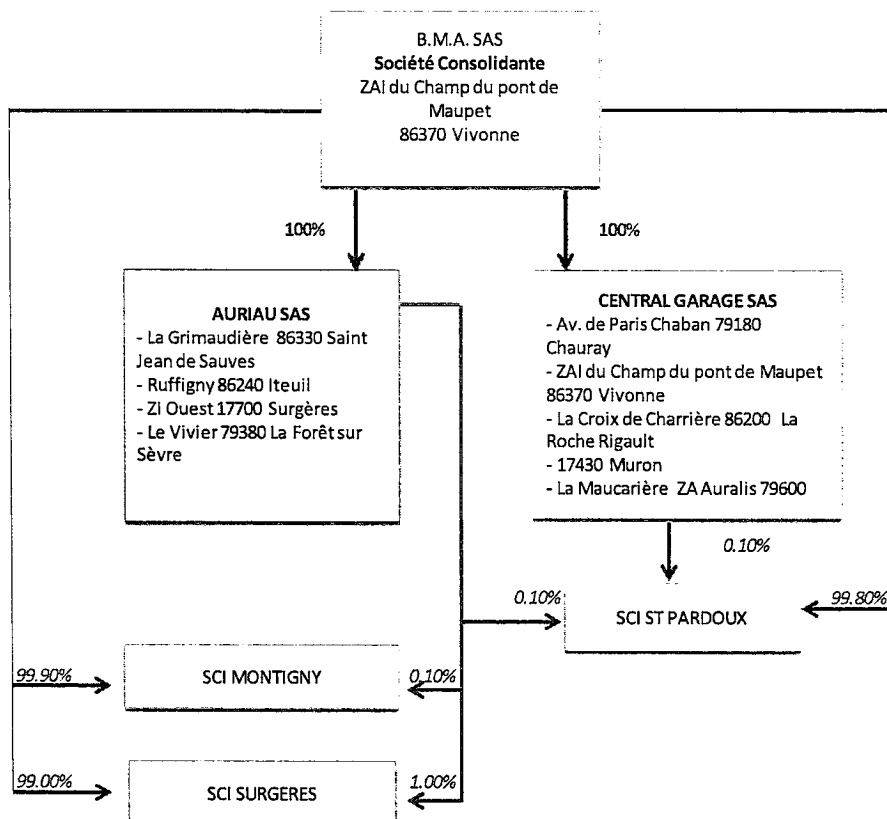 B.M.A. SAS
Société Consolidante
ZAI du Champ du pont de
Maupet
86370 Vivonne
100%
100%
AURIAU SAS
- La Grimaudière 86330 Saint
Jean de Sauves
- Ruffigny 86240 Iteuil
- ZI Ouest 17700 Surgères
- Le Vivier 79380 La Forêt sur
Sèvre
CENTRAL GARAGE SAS
- Av. de Paris Chaban 79180
Chauray
- ZAI du Champ du pont de Maupet
86370 Vivonne
- La Croix de Charrière 86200 La
Roche Rigault
- 17430 Muron
- La Maucarière ZA Auralis 79600
0.10%
0.10%
SCI ST PARDOUX
99.80%
99.90%
SCI MONTIGNY
0.10%
99.00%
SCI SURGERES
1.00%